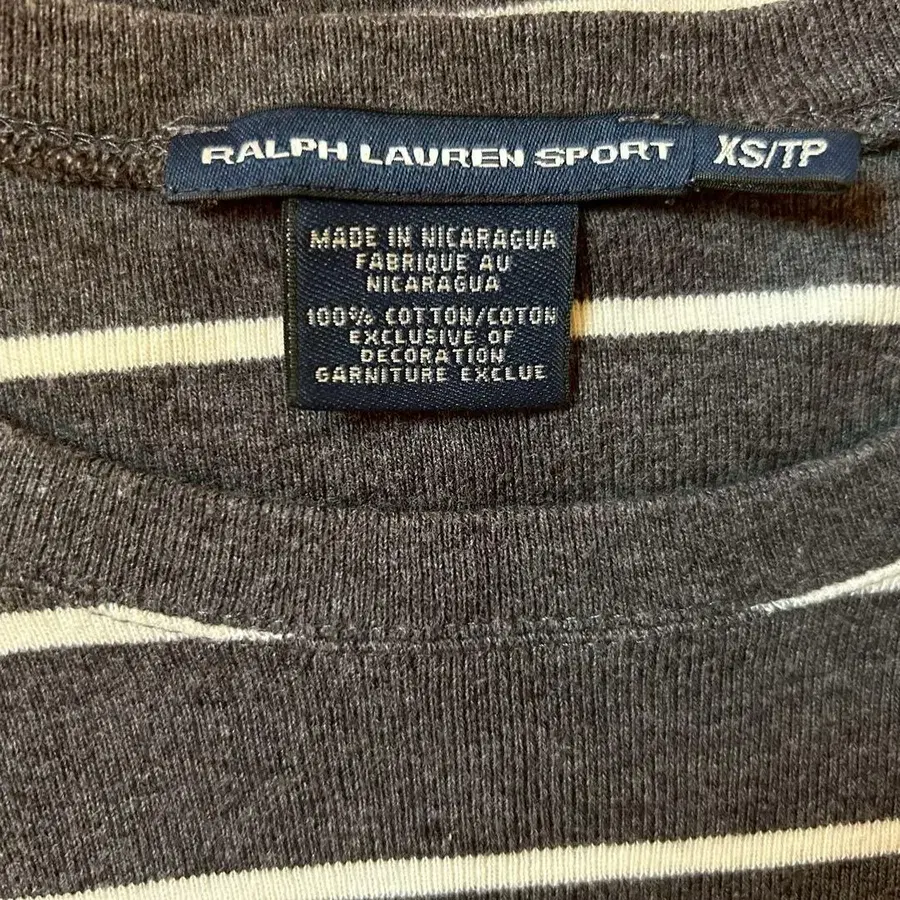 RALPH LAUREN SPORT XS/TP
MADE IN NICARAGUA
FABRIQUE AU
NICARAGUA
100% COTTON/COTON
EXCLUSIVE OF
DECORATION
GARNITURE EXCLUE